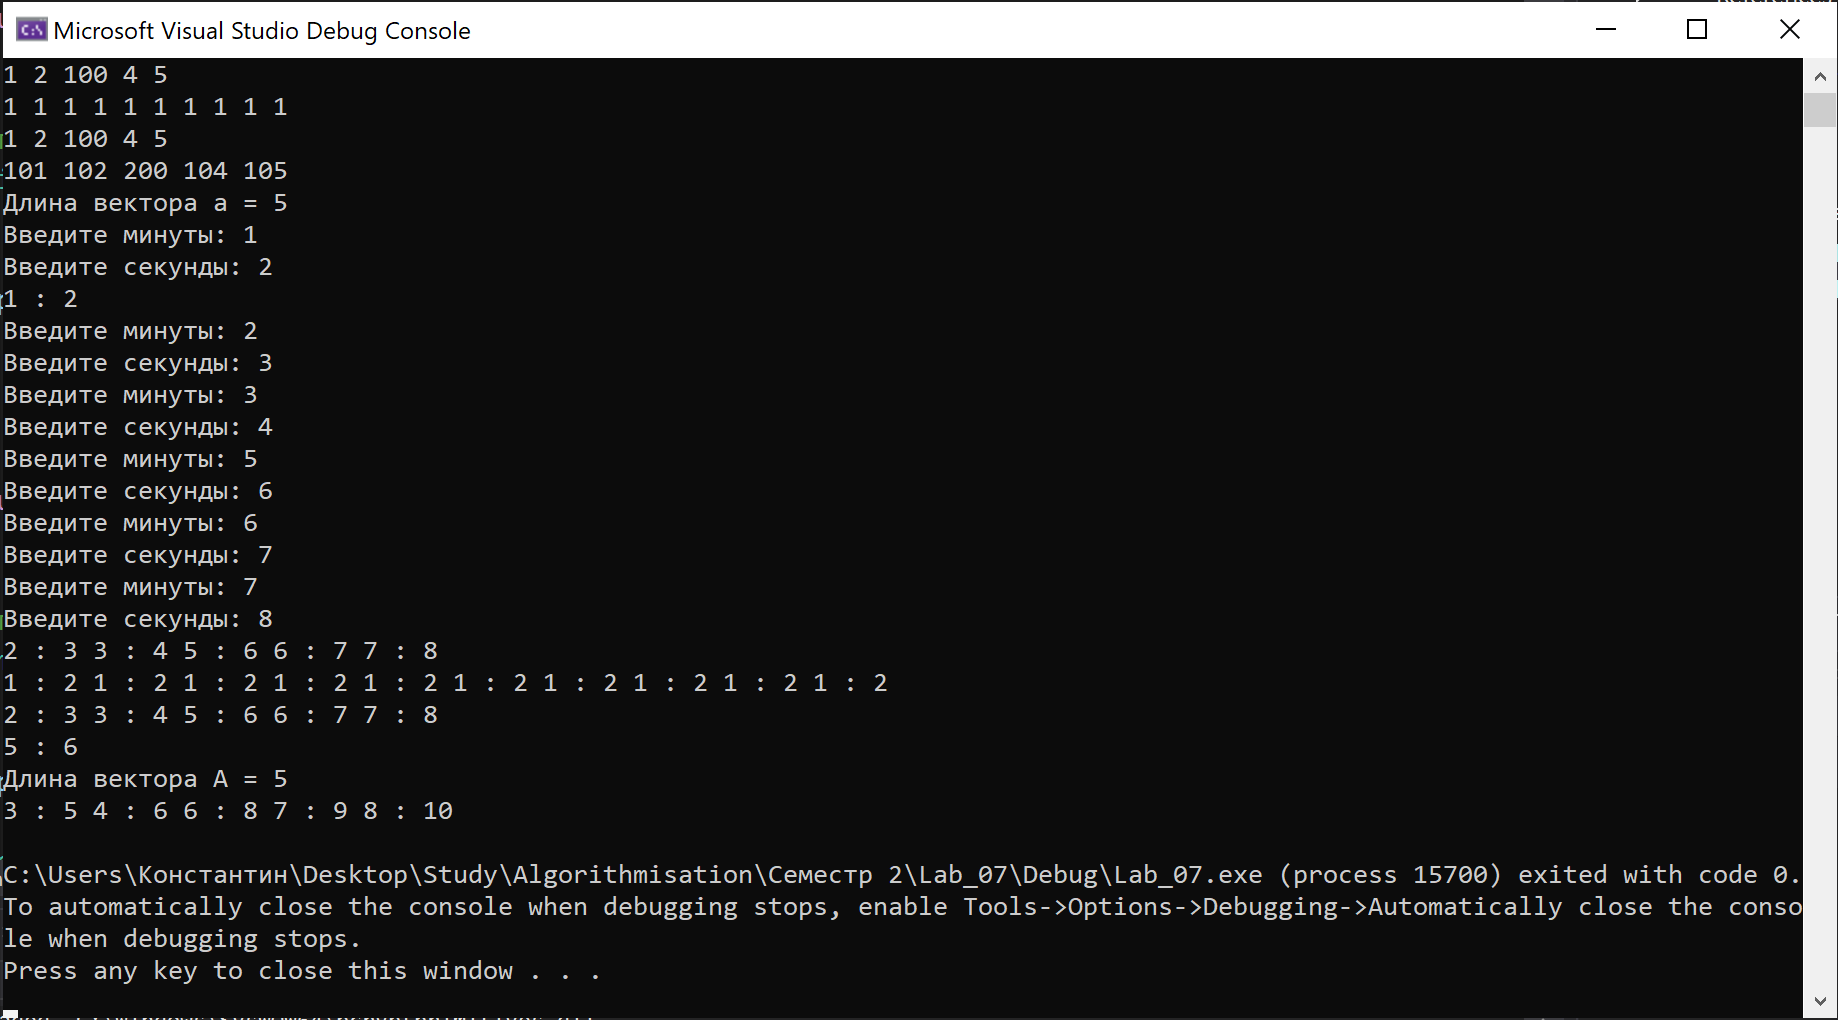 Microsoft Visual Studio Debug Console
1 2 100 4 5
1 1 1 1 1 1 1 1 1 1
1 2 100 4 5
101 102 200 104 105
Длина вектора a = 5
Введите минуты: 1
Введите секунды: 2
1 : 2
Введите минуты: 2
Введите секунды: 3
Введите минуты: 3
Введите секунды: 4
Введите минуты: 5
Введите секунды: 6
Введите минуты: 6
Введите секунды: 7
Введите минуты: 7
Введите секунды: 8
2 : 3 3 : 4 5 : 6 6 : 7 7 : 8
1 : 2 1 : 2 1 : 2 1 : 2 1 : 2 1 : 2 1 : 2 1 : 2 1 : 2 1 : 2
2 : 3 3 : 4 5 : 6 6 : 7 7 : 8
5 : 6
Длина вектора A = 5
3 : 5 4 : 6 6 : 8 7 : 9 8 : 10
C:\Users\Константин\Desktop\Study\Algorithmisation\Семестр 2\Lab_07\Debug\Lab_07.exe (process 15700) exited with code 0.
To automatically close the console when debugging stops, enable Tools->Options->Debugging->Automatically close the conso
le when debugging stops.
Press any key to close this window . . .